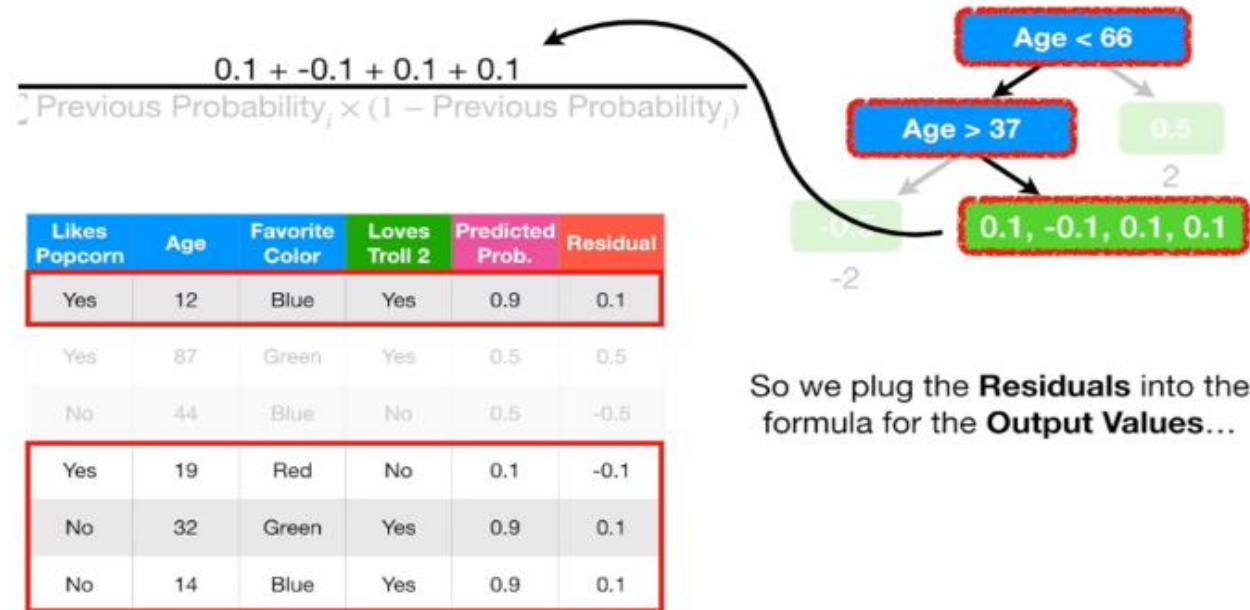 0.1 + -0.1 + 0.1 + 0.1
Previous Probabilityᵢ × (1 − Previous Probabilityᵢ)
Age < 66
Age > 37
0.5
2
-0.5
-2
0.1, -0.1, 0.1, 0.1
Likes Popcorn Age Favorite Color Loves Troll 2 Predicted Prob. Residual
Yes 12 Blue Yes 0.9 0.1
Yes 87 Green Yes 0.5 0.5
No 44 Blue No 0.5 -0.5
Yes 19 Red No 0.1 -0.1
No 32 Green Yes 0.9 0.1
No 14 Blue Yes 0.9 0.1
So we plug the Residuals into the
formula for the Output Values…